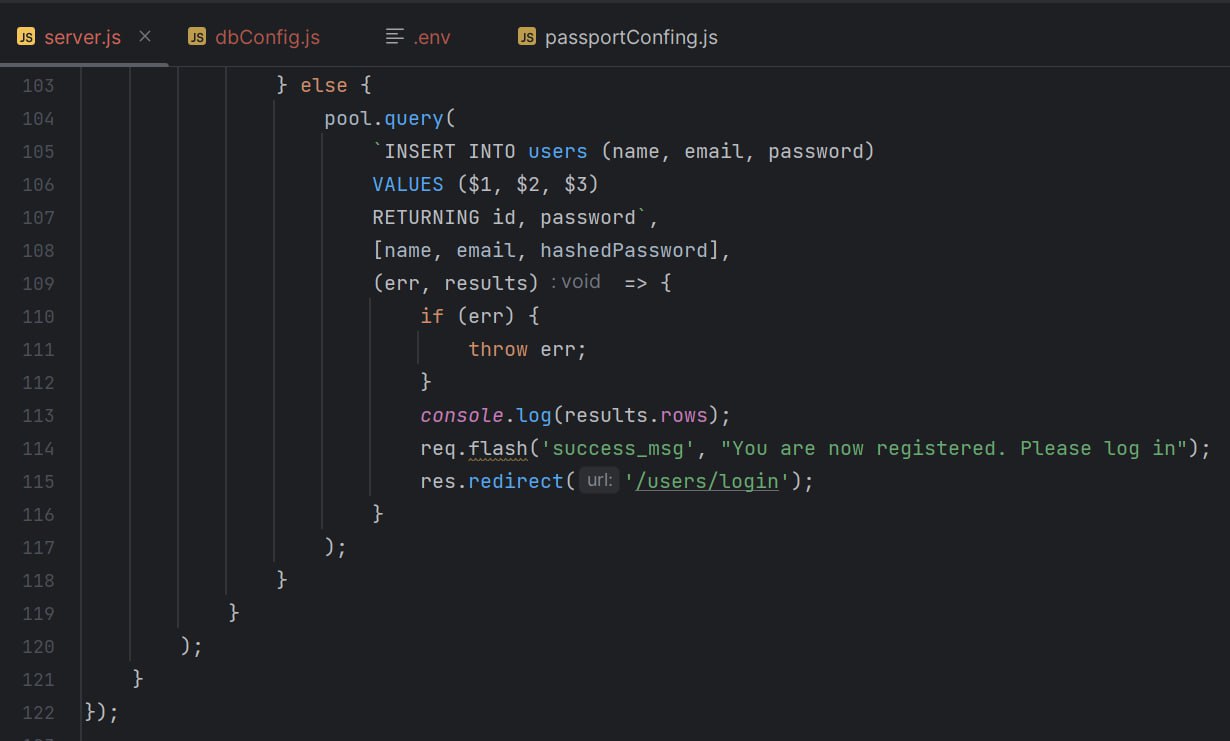 JS server.js × JS dbConfig.js .env JS passportConfing.js
103 } else {
104 pool.query(
105 `INSERT INTO users (name, email, password)
106 VALUES ($1, $2, $3)
107 RETURNING id, password`,
108 [name, email, hashedPassword],
109 (err, results) : void => {
110 if (err) {
111 throw err;
112 }
113 console.log(results.rows);
114 req.flash('success_msg', "You are now registered. Please log in");
115 res.redirect( url: '/users/login');
116 }
117 );
118 }
119 }
120 );
121 }
122 });